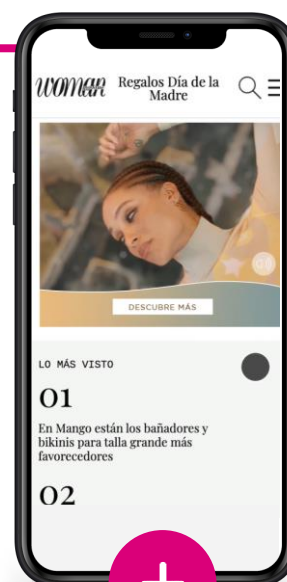 woman
Regalos Día de la
Madre
DESCUBRE MÁS
LO MÁS VISTO
01
En Mango están los bañadores y
bikinis para talla grande más
favorecedores
02